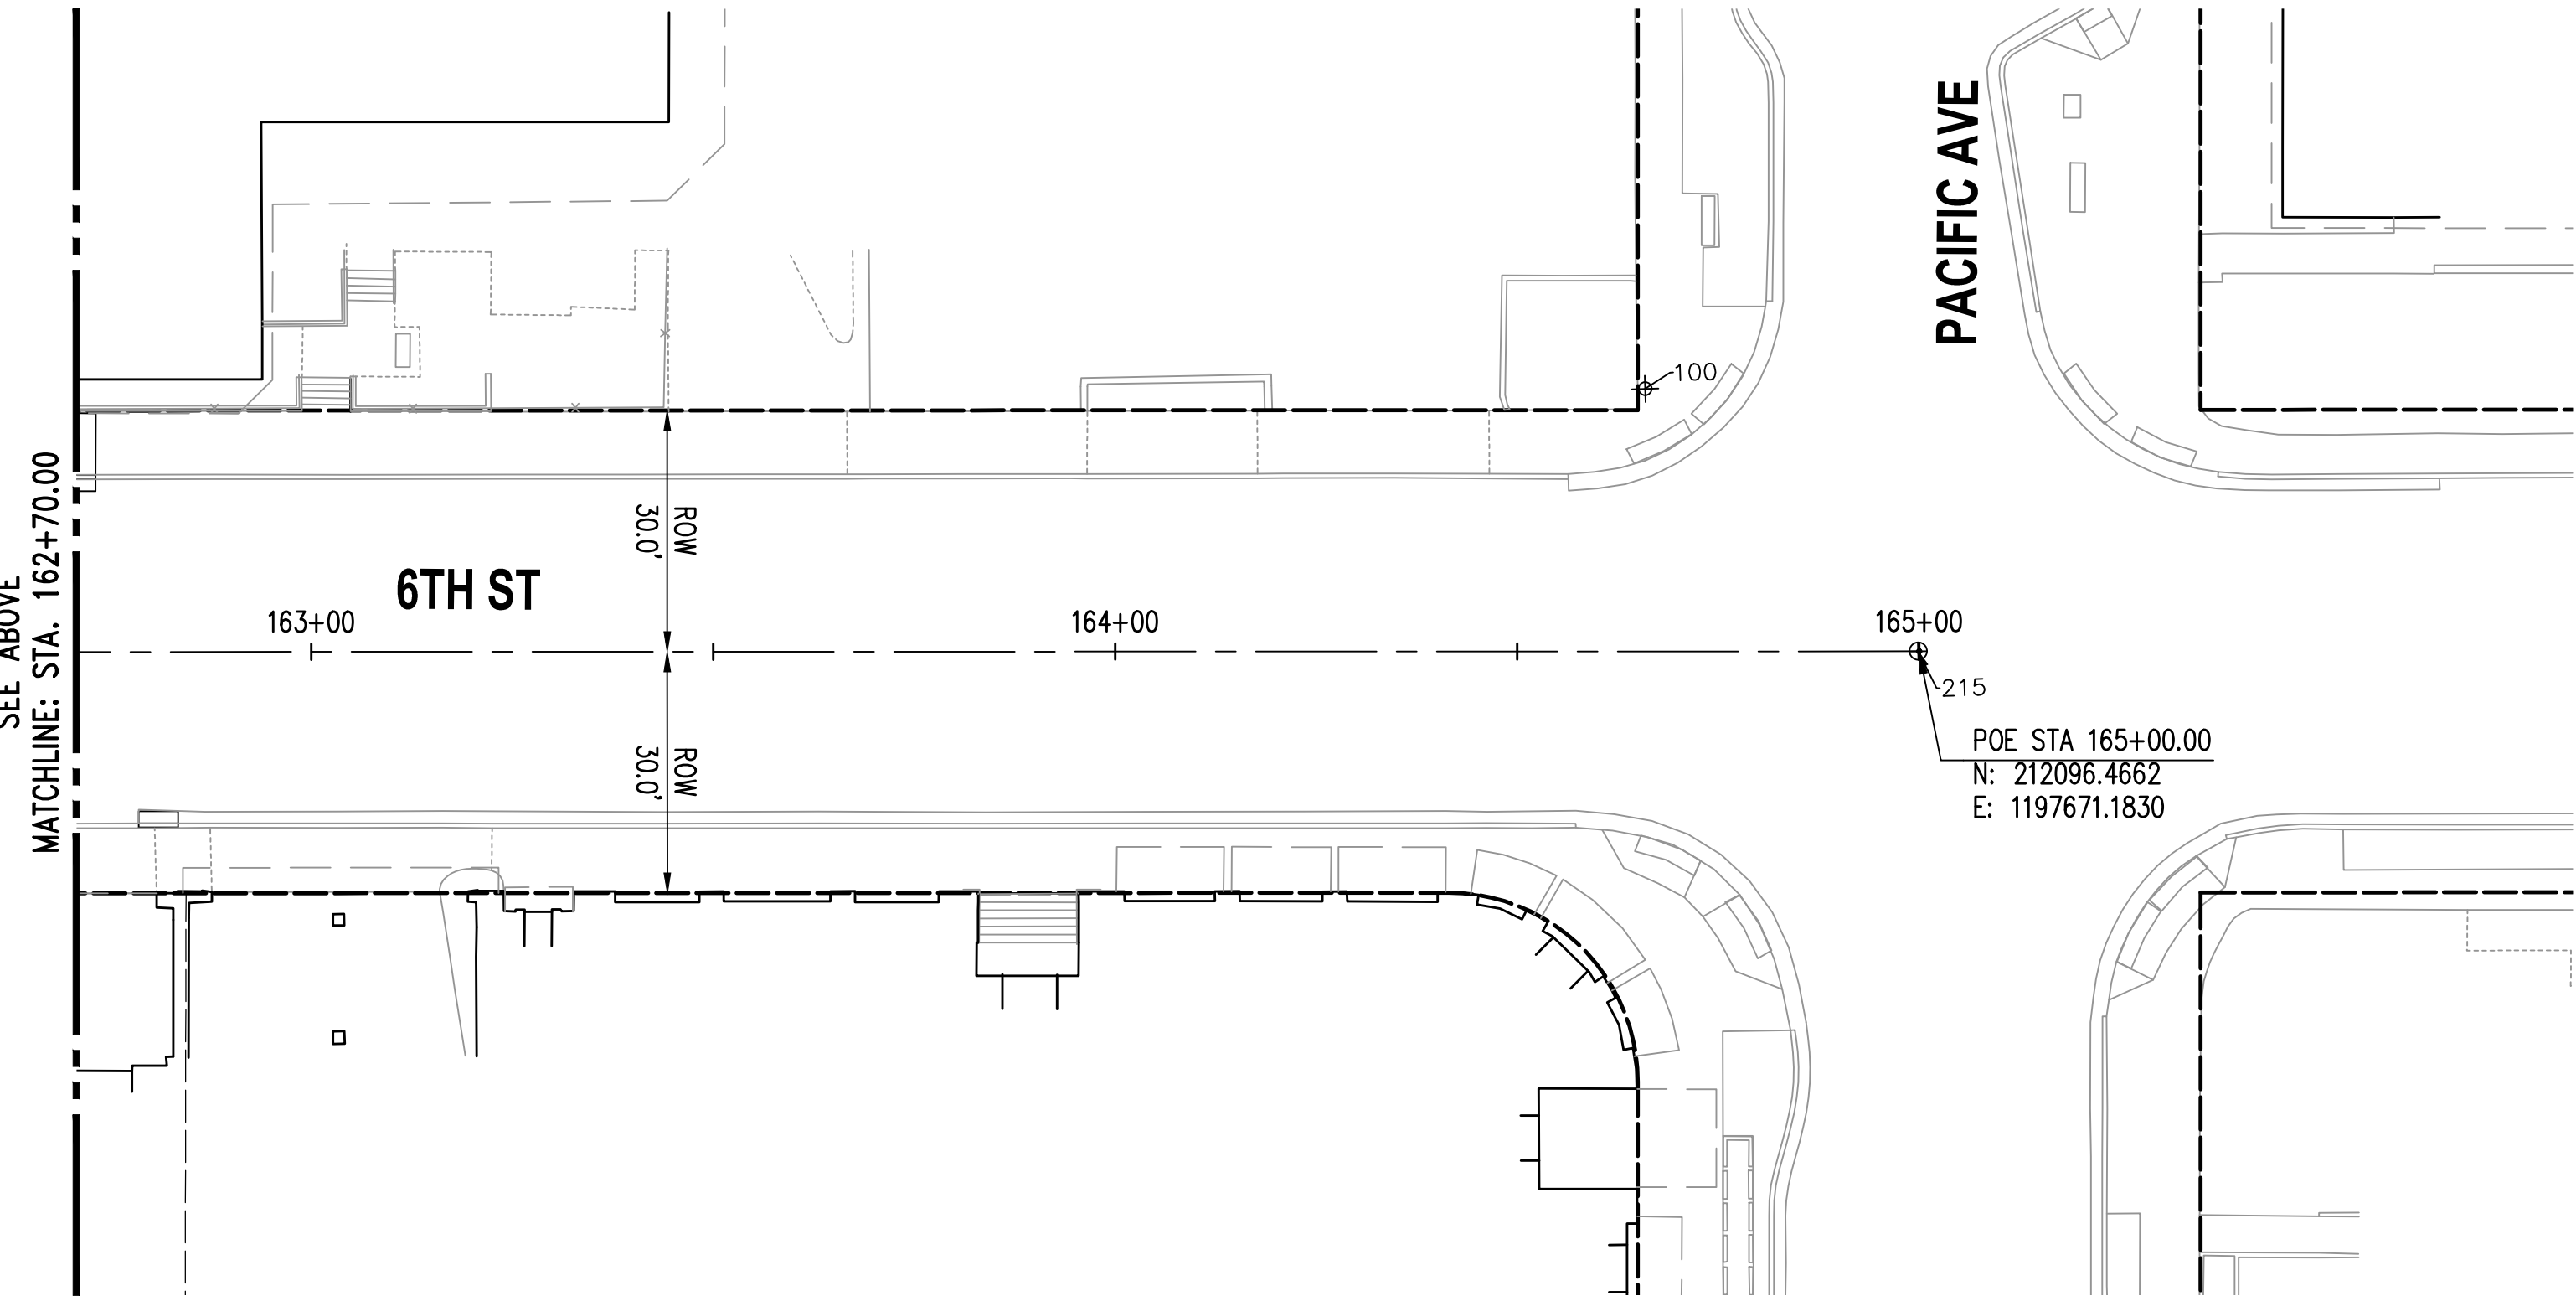 PACIFIC AVE
100
SEE ABOVE
MATCHLINE: STA. 162+70.00
ROW
30.0'
6TH ST
163+00
164+00
165+00
215
ROW
30.0'
POE STA 165+00.00
N: 212096.4662
E: 1197671.1830